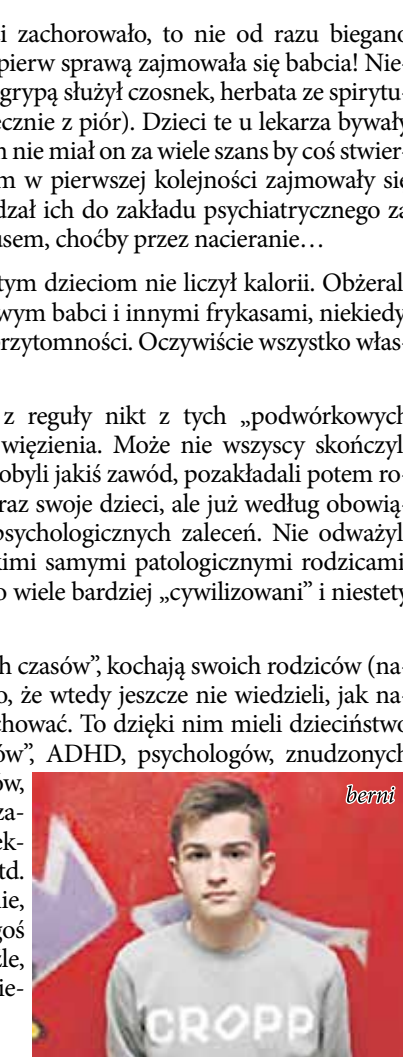 i zachorowało, to nie od razu biegano
pierw sprawą zajmowała się babcia! Nie-
grypą służył czosnek, herbata ze spirytu-
ecznie z piór). Dzieci te u lekarza bywały
nie miał on za wiele szans by coś stwier-
m w pierwszej kolejności zajmowały się
dzał ich do zakładu psychiatrycznego za
usem, choćby przez nacieranie…
tym dzieciom nie liczył kalorii. Obżeral
wym babci i innymi frykasami, niekiedy
rzytomności. Oczywiście wszystko włas-
z reguły nikt z tych „podwórkowych
więzienia. Może nie wszyscy skończyl
obyli jakiś zawód, pozakładali potem ro-
raz swoje dzieci, ale już według obowią-
psychologicznych zaleceń. Nie odważyl
kimi samymi patologicznymi rodzicami
o wiele bardziej „cywilizowani” i niestety
h czasów”, kochają swoich rodziców (na-
o, że wtedy jeszcze nie wiedzieli, jak na-
chować. To dzięki nim mieli dzieciństwo
ów”, ADHD, psychologów, znudzonych
ów,
za-
ek-
td.
nie,
goś
źle,
nie-
berni
CROPP